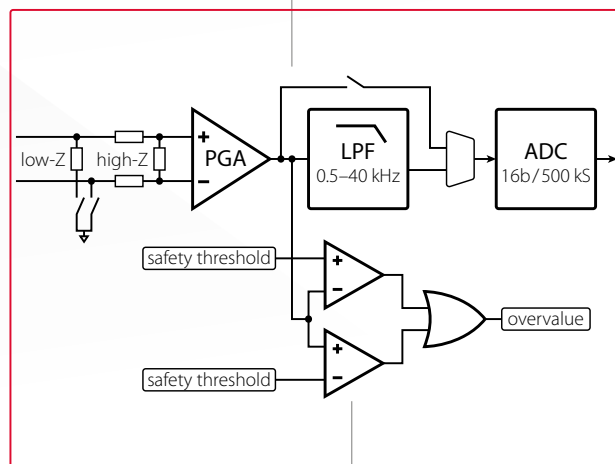 low-Z high-Z
+
−
PGA
LPF
0.5–40 kHz
ADC
16b/500 kS
safety threshold
+
−
+
−
safety threshold
overvalue